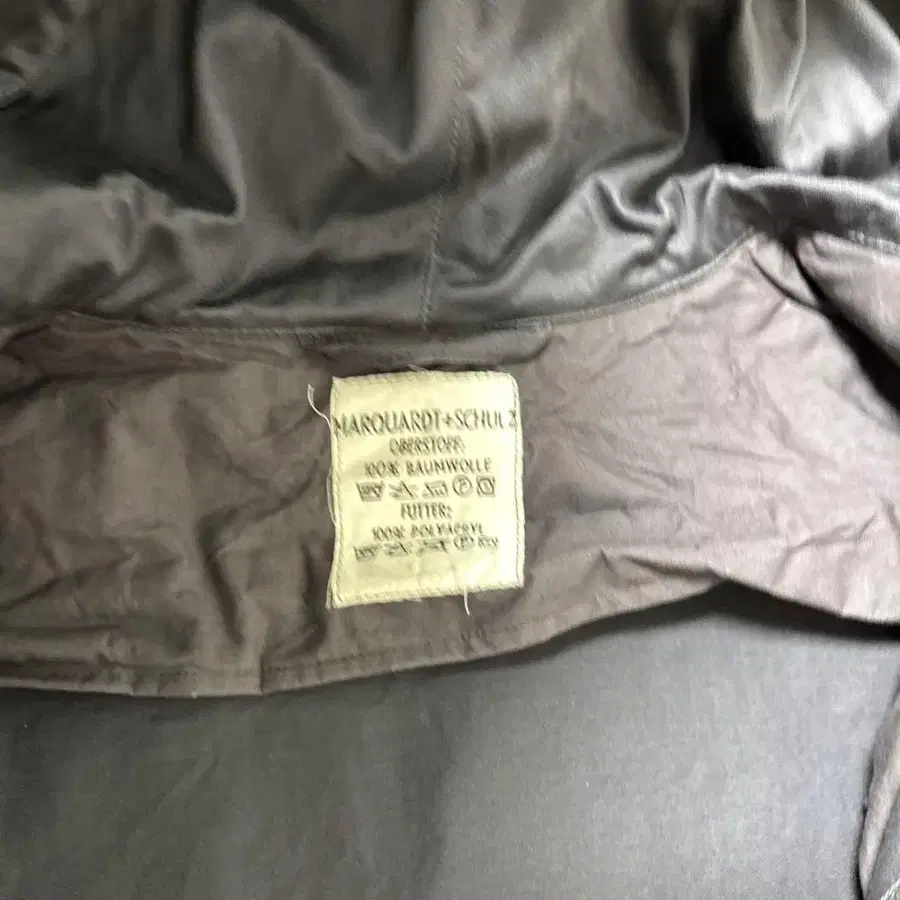 MARQUARDT+SCHULZ
OBERSTOFF:
100% BAUMWOLLE
FUTTER:
100% POLYACRYL